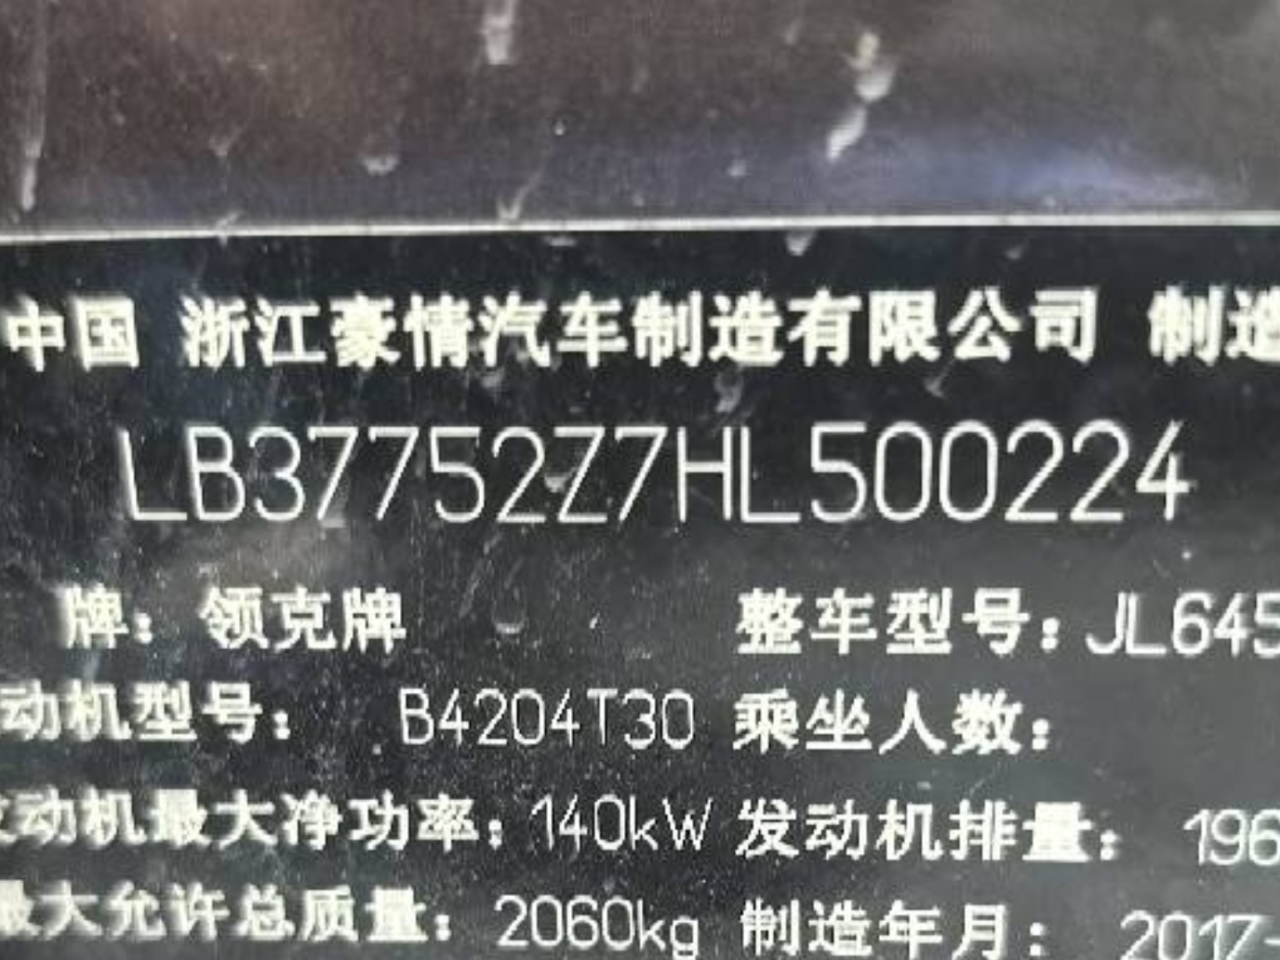 中国 浙江豪情汽车制造有限公司 制造
LB37752Z7HL500224
牌：领克牌 整车型号：JL645
动机型号： B4204T30 乘坐人数：
发动机最大净功率：140kW 发动机排量： 196
最大允许总质量：2060kg 制造年月： 2017-